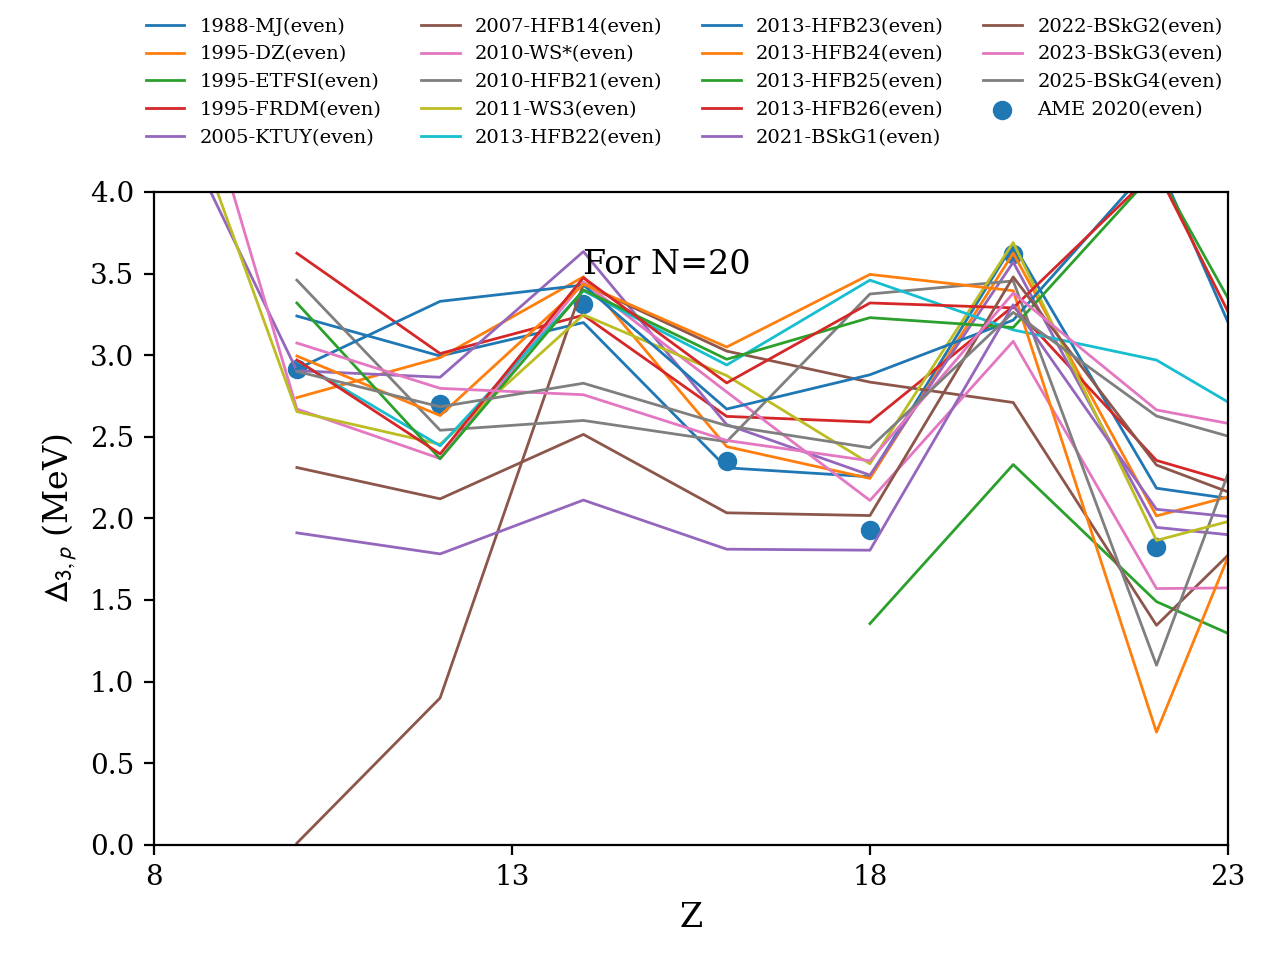 1988-MJ(even)
1995-DZ(even)
1995-ETFSI(even)
1995-FRDM(even)
2005-KTUY(even)
2007-HFB14(even)
2010-WS*(even)
2010-HFB21(even)
2011-WS3(even)
2013-HFB22(even)
2013-HFB23(even)
2013-HFB24(even)
2013-HFB25(even)
2013-HFB26(even)
2021-BSkG1(even)
2022-BSkG2(even)
2023-BSkG3(even)
2025-BSkG4(even)
AME 2020(even)
For N=20
Δ3,p (MeV)
4.0
3.5
3.0
2.5
2.0
1.5
1.0
0.5
0.0
8 13 18 23
Z